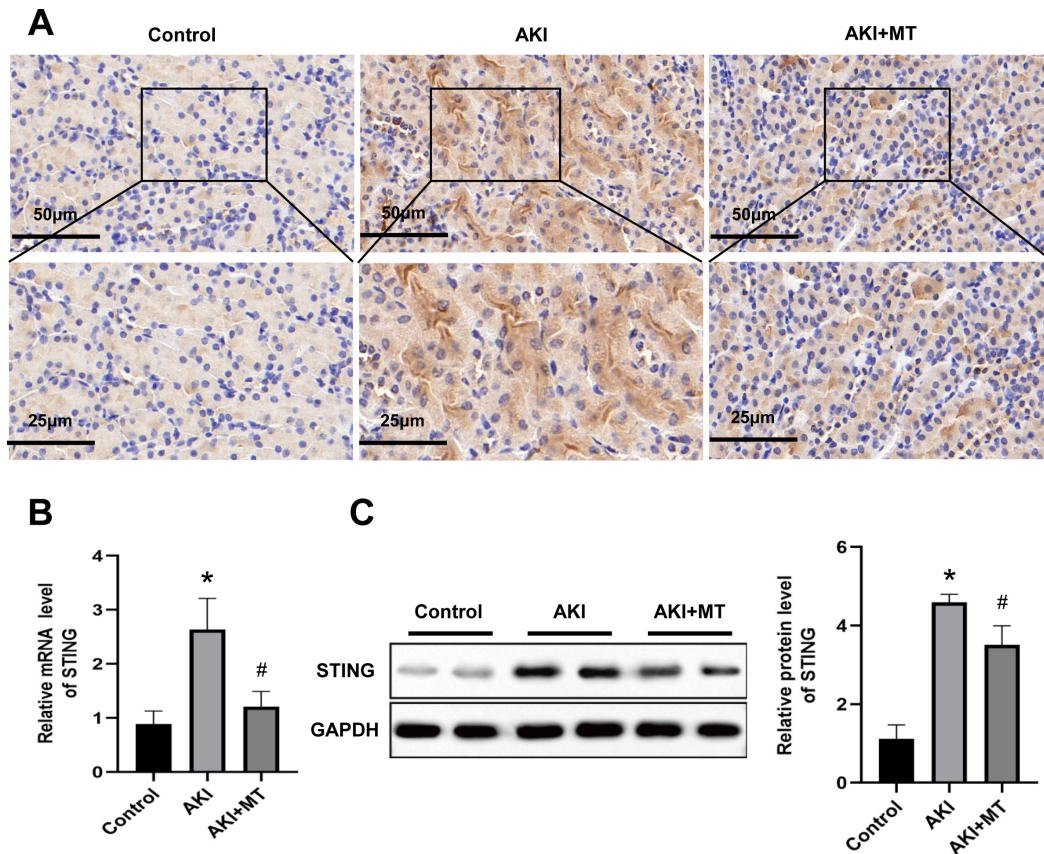 A
Control
AKI
AKI+MT
50µm
50µm
50µm
25µm
25µm
25µm
B
Relative mRNA level
of STING
4
3
2
1
0
*
#
Control
AKI
AKI+MT
C
Control
AKI
AKI+MT
STING
GAPDH
Relative protein level
of STING
6
4
2
0
*
#
Control
AKI
AKI+MT